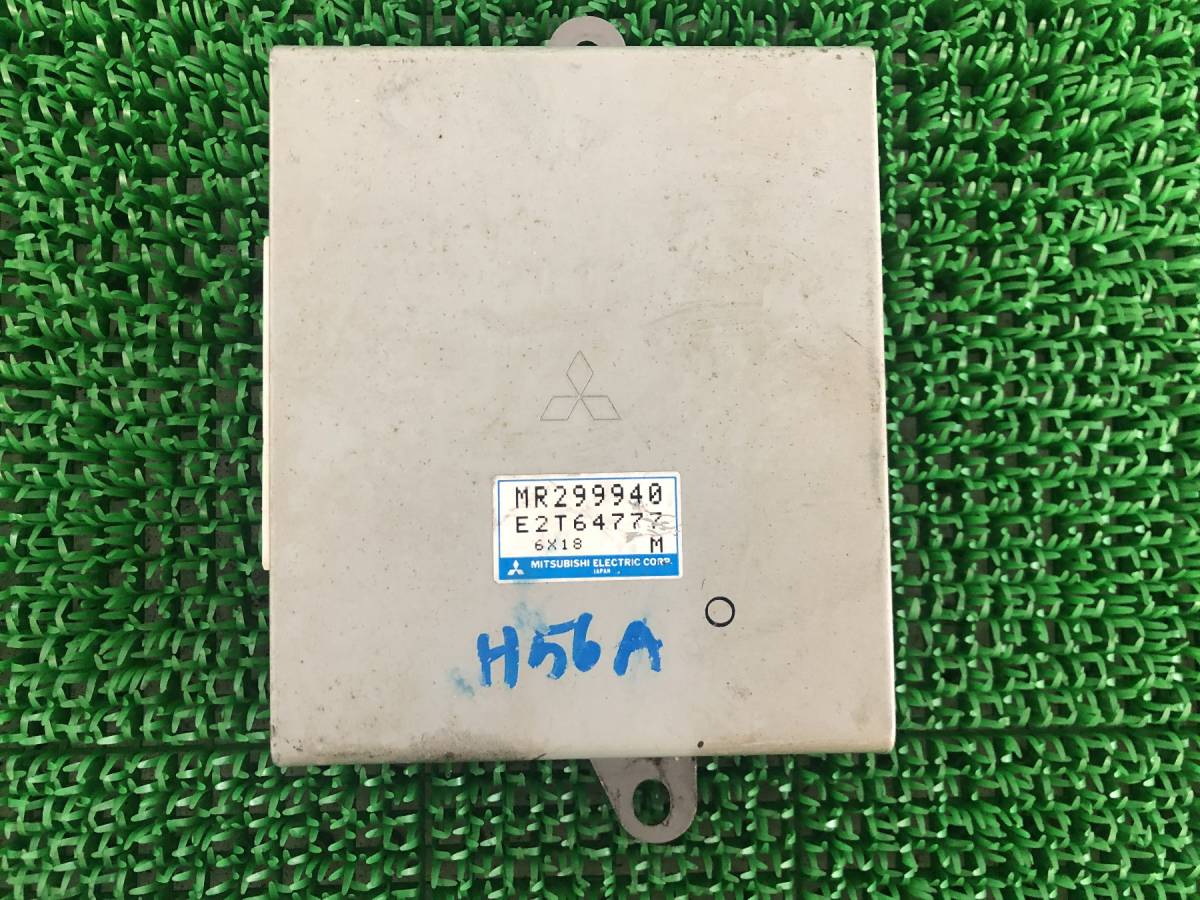 MR299940
E2T64777
6X18 M
MITSUBISHI ELECTRIC CORP.
JAPAN
H56A